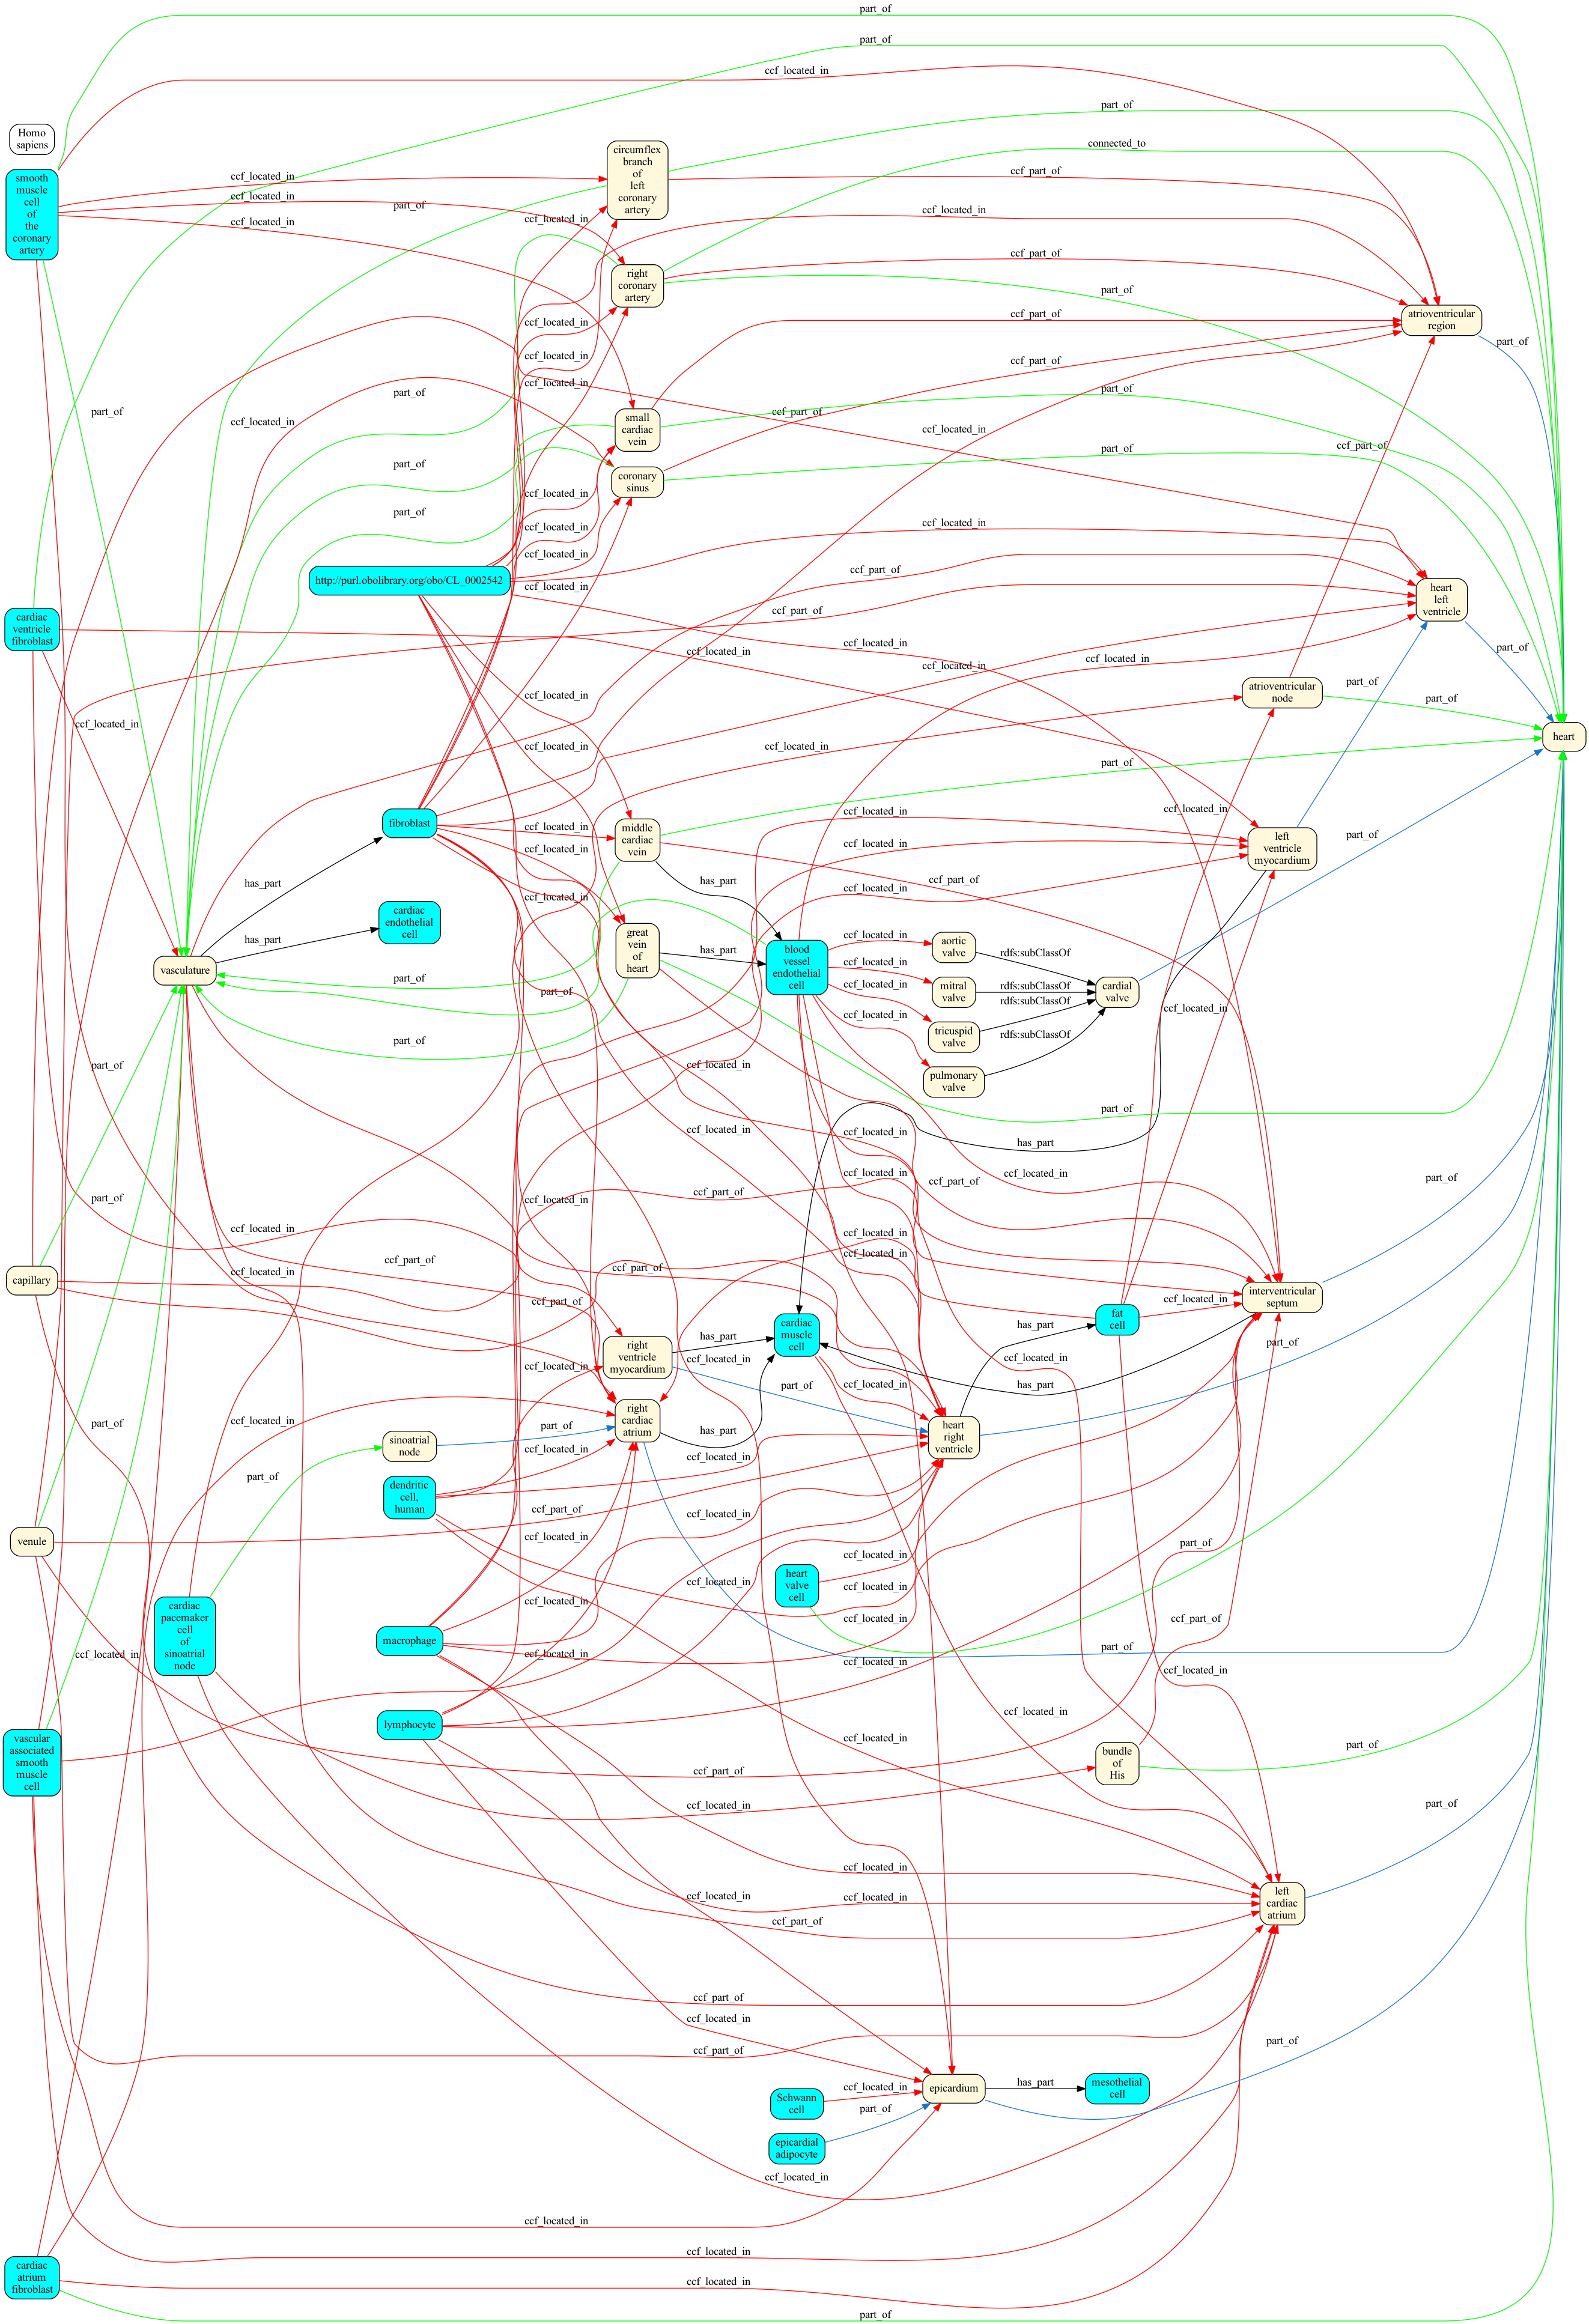 part_of
part_of
ccf_located_in
part_of
Homo
sapiens
connected_to
circumflex
branch
of
left
coronary
artery
ccf_part_of
smooth
muscle
cell
of
the
coronary
artery
ccf_located_in
ccf_located_in
part_of
ccf_located_in
ccf_located_in
ccf_located_in
ccf_part_of
right
coronary
artery
part_of
ccf_part_of
atrioventricular
region
ccf_located_in
part_of
ccf_located_in
ccf_part_of
part_of
ccf_located_in
part_of
part_of
ccf_located_in
small
cardiac
vein
ccf_part_of
ccf_located_in
ccf_part_of
part_of
part_of
coronary
sinus
ccf_located_in
part_of
ccf_located_in
ccf_located_in
ccf_located_in
http://purl.obolibrary.org/obo/CL_0002542
ccf_located_in
ccf_part_of
heart
left
ventricle
ccf_part_of
cardiac
ventricle
fibroblast
ccf_located_in
ccf_located_in
ccf_located_in
part_of
part_of
atrioventricular
node
part_of
ccf_located_in
ccf_located_in
ccf_located_in
ccf_located_in
heart
part_of
fibroblast
ccf_located_in
middle
cardiac
vein
ccf_located_in
ccf_located_in
part_of
left
ventricle
myocardium
ccf_located_in
ccf_located_in
has_part
ccf_part_of
has_part
ccf_located_in
ccf_located_in
cardiac
endothelial
cell
great
vein
of
heart
has_part
has_part
ccf_located_in
aortic
valve
rdfs:subClassOf
blood
vessel
endothelial
cell
vasculature
part_of
ccf_located_in
ccf_located_in
mitral
valve
rdfs:subClassOf
cardial
valve
part_of
rdfs:subClassOf
ccf_located_in
ccf_located_in
tricuspid
valve
rdfs:subClassOf
part_of
part_of
ccf_located_in
pulmonary
valve
part_of
ccf_located_in
ccf_located_in
has_part
part_of
ccf_part_of
ccf_located_in
ccf_part_of
ccf_located_in
part_of
ccf_located_in
ccf_located_in
ccf_part_of
ccf_located_in
ccf_located_in
ccf_located_in
ccf_part_of
capillary
ccf_part_of
interventricular
septum
ccf_located_in
fat
cell
has_part
cardiac
muscle
cell
has_part
right
ventricle
myocardium
part_of
ccf_located_in
ccf_located_in
ccf_located_in
ccf_located_in
part_of
has_part
right
cardiac
atrium
part_of
ccf_located_in
part_of
has_part
heart
right
ventricle
sinoatrial
node
ccf_located_in
ccf_located_in
part_of
dendritic
cell,
human
ccf_part_of
ccf_located_in
ccf_located_in
venule
part_of
ccf_located_in
ccf_located_in
heart
valve
cell
ccf_located_in
ccf_located_in
cardiac
pacemaker
cell
of
sinoatrial
node
ccf_located_in
ccf_part_of
macrophage
part_of
ccf_located_in
ccf_located_in
ccf_located_in
ccf_located_in
lymphocyte
ccf_located_in
vascular
associated
smooth
muscle
cell
ccf_located_in
part_of
bundle
of
His
ccf_part_of
part_of
ccf_located_in
ccf_located_in
ccf_located_in
ccf_located_in
left
cardiac
atrium
ccf_part_of
ccf_part_of
ccf_located_in
part_of
ccf_part_of
epicardium
has_part
mesothelial
cell
Schwann
cell
ccf_located_in
part_of
epicardial
adipocyte
ccf_located_in
ccf_located_in
ccf_located_in
cardiac
atrium
fibroblast
ccf_located_in
part_of